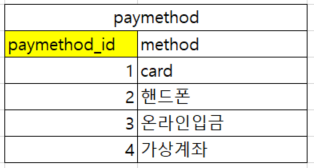 paymethod
paymethod_id method
1 card
2 핸드폰
3 온라인입금
4 가상계좌